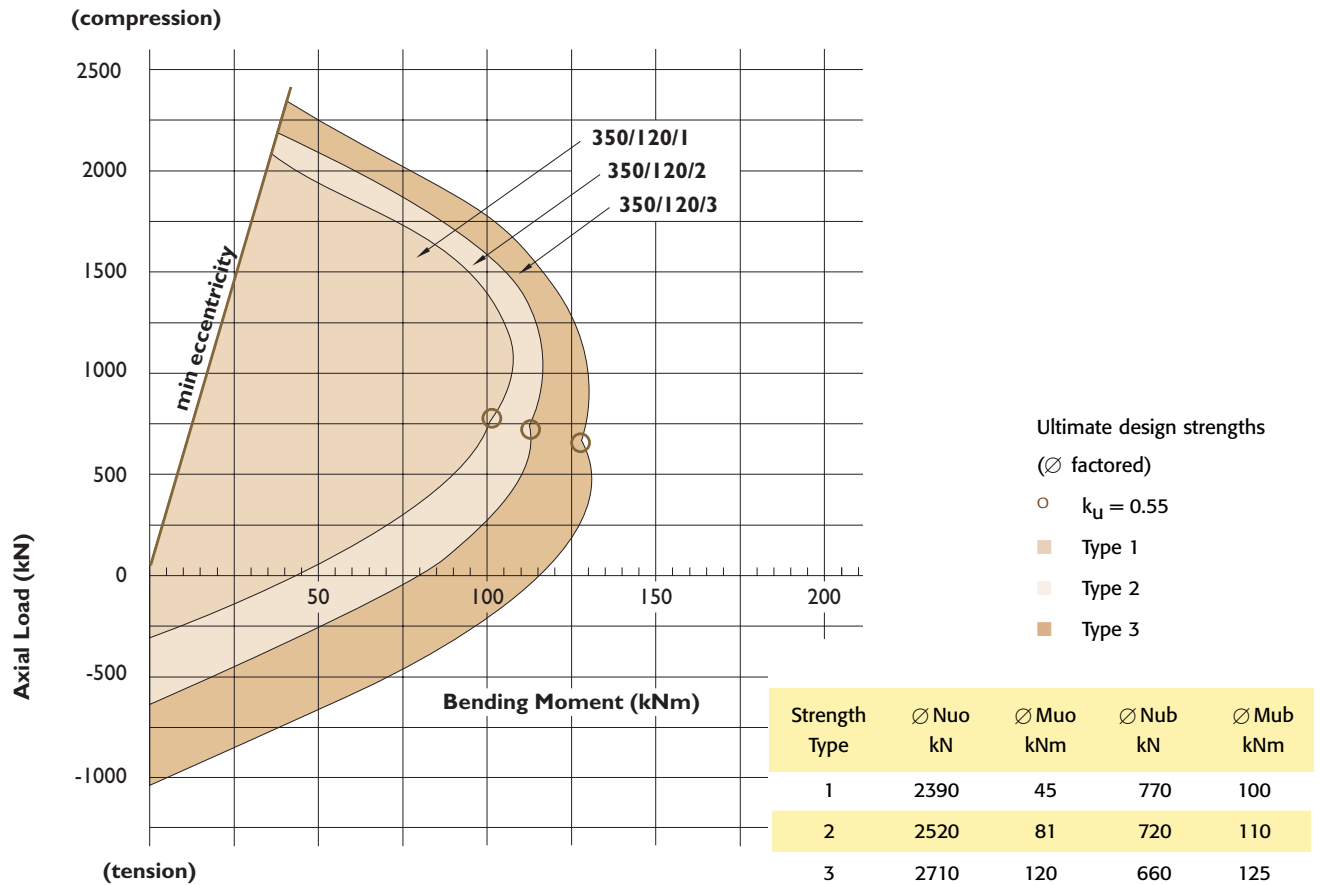 (compression)
2500
350/120/1
350/120/2
2000
350/120/3
min eccentricity
1500
1000
500
0
50
100
150
200
-500
-1000
Axial Load (kN)
Bending Moment (kNm)
(tension)
Ultimate design strengths
(∅ factored)
ku = 0.55
Type 1
Type 2
Type 3
Strength Type ∅ Nuo kN ∅ Muo kNm ∅ Nub kN ∅ Mub kNm
1 2390 45 770 100
2 2520 81 720 110
3 2710 120 660 125